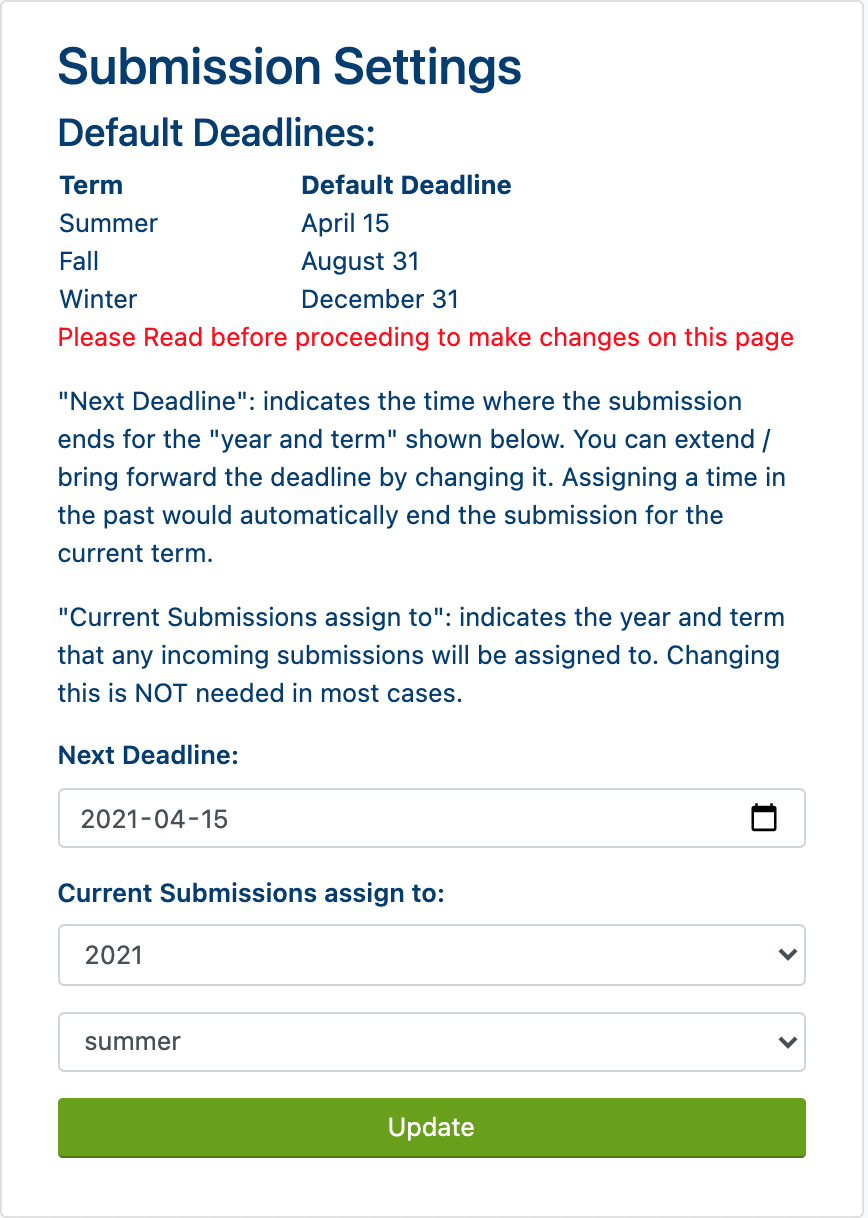 Submission Settings
Default Deadlines:
Term Default Deadline
Summer April 15
Fall August 31
Winter December 31
Please Read before proceeding to make changes on this page
"Next Deadline": indicates the time where the submission
ends for the "year and term" shown below. You can extend /
bring forward the deadline by changing it. Assigning a time in
the past would automatically end the submission for the
current term.
"Current Submissions assign to": indicates the year and term
that any incoming submissions will be assigned to. Changing
this is NOT needed in most cases.
Next Deadline:
2021-04-15
Current Submissions assign to:
2021
summer
Update